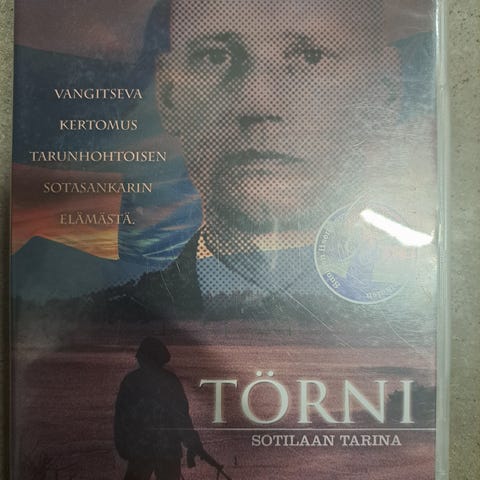 VANGITSEVA
KERTOMUS
TARUNHOHTOISEN
SOTASANKARIN
ELÄMÄSTÄ.
TÖRNI
SOTILAAN TARINA